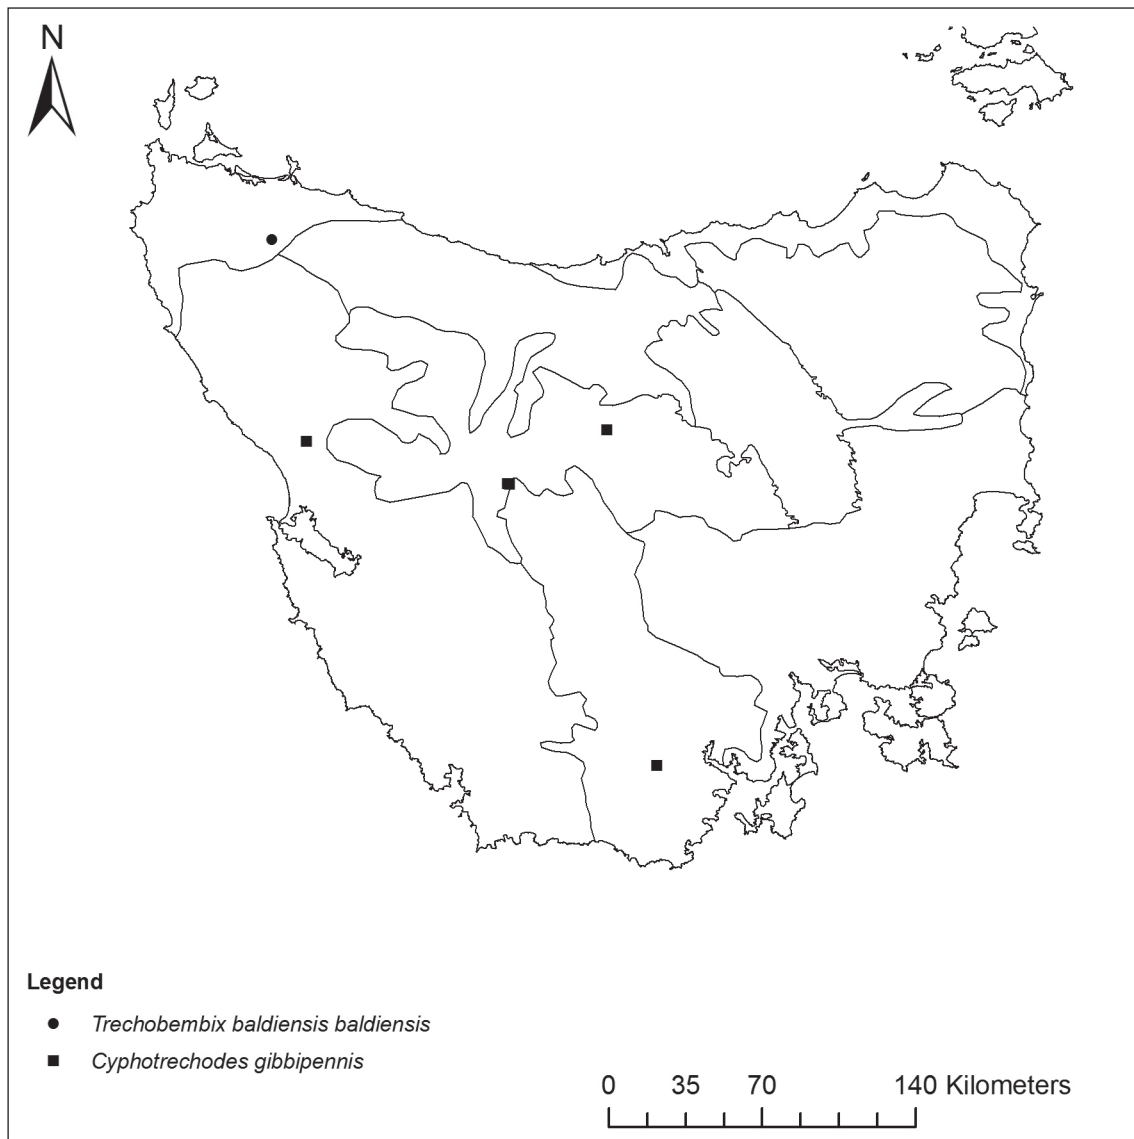 N
Legend
Trechobembix baldiensis baldiensis
Cyphotrechodes gibbipennis
0 35 70 140 Kilometers